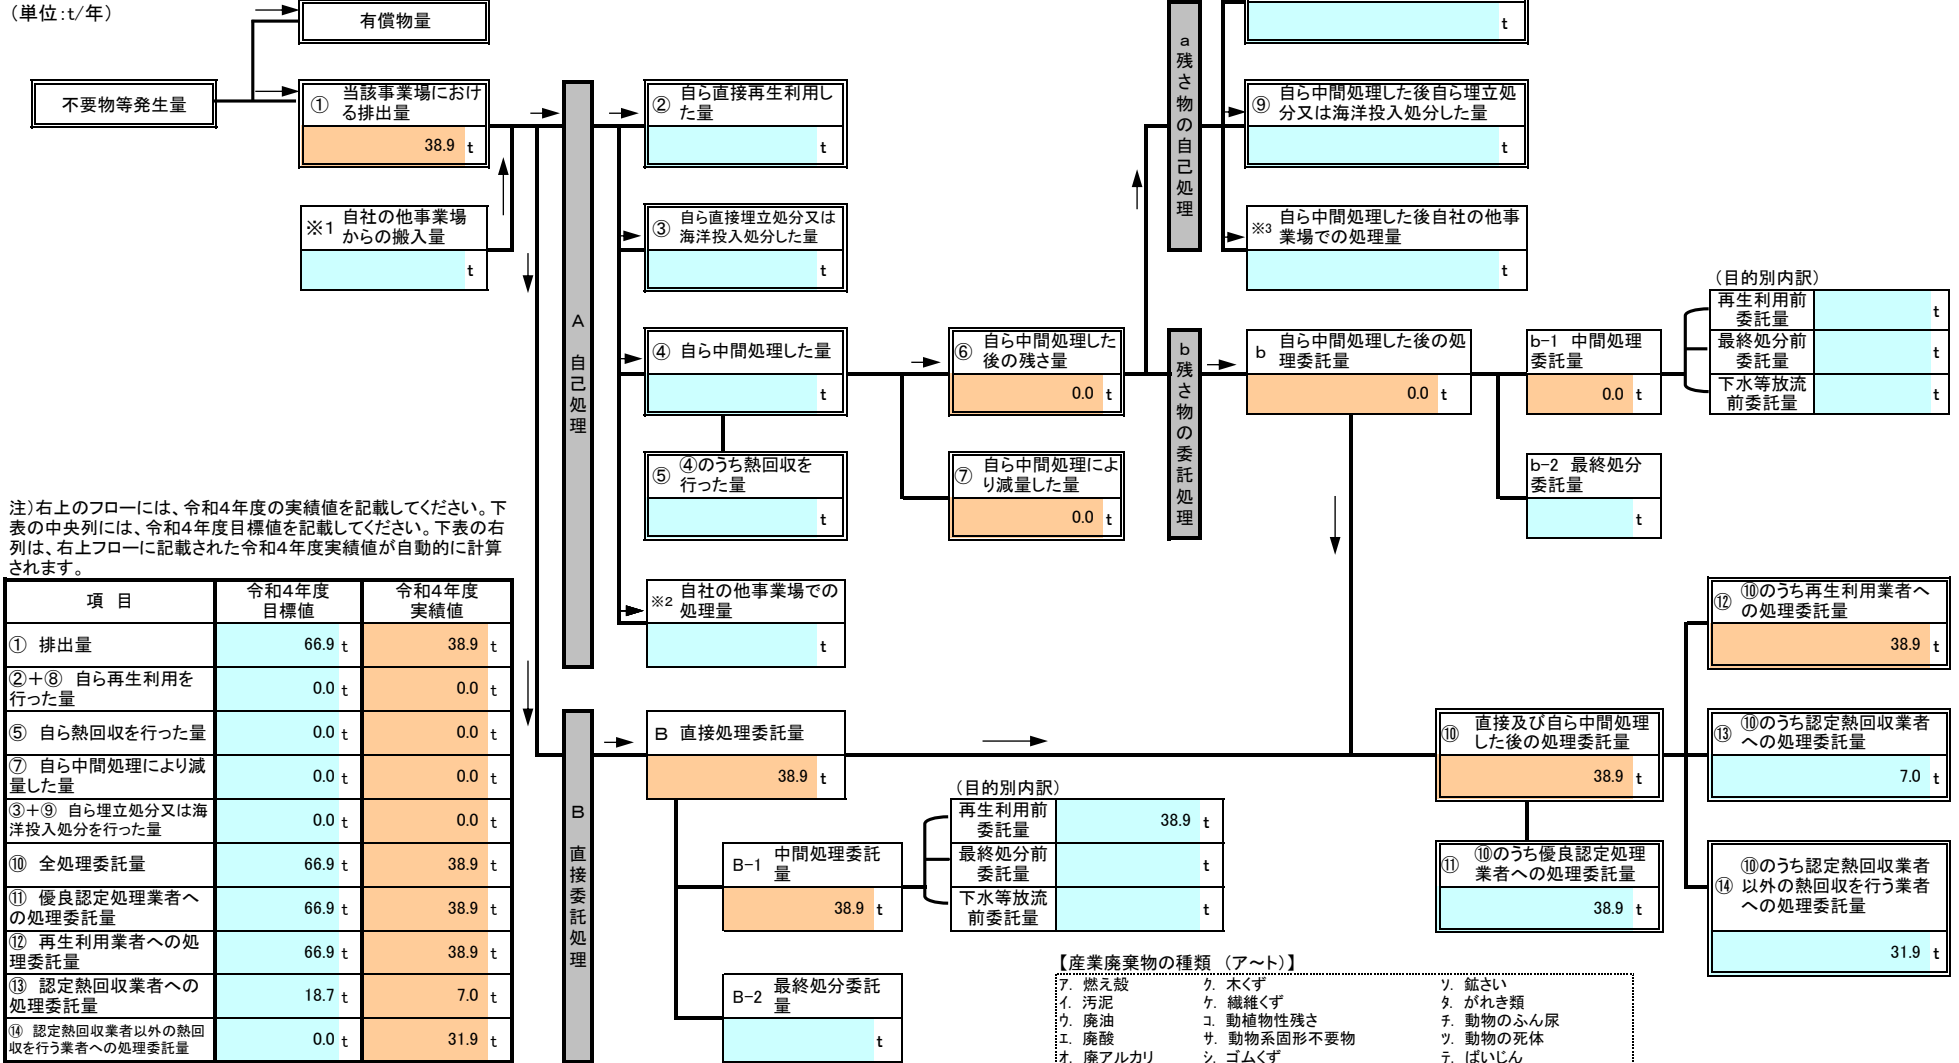 (単位:t/年)
有償物量
不要物等発生量
① 当該事業場におけ
る排出量
38.9 t
※1 自社の他事業場
からの搬入量
t
A 自己処理
② 自ら直接再生利用し
た量
t
③ 自ら直接埋立処分又は
海洋投入処分した量
t
④ 自ら中間処理した量
t
⑤ ④のうち熱回収を
行った量
t
※2 自社の他事業場での
処理量
t
⑥ 自ら中間処理した
後の残さ量
0.0 t
⑦ 自ら中間処理によ
り減量した量
0.0 t
a 残さ物の自己処理
t
⑨ 自ら中間処理した後自ら埋立処
分又は海洋投入処分した量
t
※3 自ら中間処理した後自社の他事
業場での処理量
t
b 残さ物の委託処理
b 自ら中間処理した後の処
理委託量
0.0 t
b-1 中間処理
委託量
0.0 t
b-2 最終処分
委託量
t
(目的別内訳)
再生利用前
委託量
t
最終処分前
委託量
t
下水等放流
前委託量
t
注)右上のフローには、令和4年度の実績値を記載してください。下
表の中央列には、令和4年度目標値を記載してください。下表の右
列は、右上フローに記載された令和4年度実績値が自動的に計算
されます。
項 目
令和4年度
目標値
令和4年度
実績値
① 排出量 66.9 t 38.9 t
②+⑧ 自ら再生利用を
行った量 0.0 t 0.0 t
⑤ 自ら熱回収を行った量 0.0 t 0.0 t
⑦ 自ら中間処理により減
量した量 0.0 t 0.0 t
③+⑨ 自ら埋立処分又は海
洋投入処分を行った量 0.0 t 0.0 t
⑩ 全処理委託量 66.9 t 38.9 t
⑪ 優良認定処理業者へ
の処理委託量 66.9 t 38.9 t
⑫ 再生利用業者への処
理委託量 66.9 t 38.9 t
⑬ 認定熱回収業者への
処理委託量 18.7 t 7.0 t
⑭ 認定熱回収業者以外の熱回
収を行う業者への処理委託量 0.0 t 31.9 t
B 直接委託処理
B 直接処理委託量
38.9 t
B-1 中間処理委託
量
38.9 t
B-2 最終処分委託
量
t
(目的別内訳)
再生利用前
委託量
38.9 t
最終処分前
委託量
t
下水等放流
前委託量
t
⑩ 直接及び自ら中間処理
した後の処理委託量
38.9 t
⑪ ⑩のうち優良認定処理
業者への処理委託量
38.9 t
⑫ ⑩のうち再生利用業者へ
の処理委託量
38.9 t
⑬ ⑩のうち認定熱回収業者
への処理委託量
7.0 t
⑭ ⑩のうち認定熱回収業者
以外の熱回収を行う業者
への処理委託量
31.9 t
【産業廃棄物の種類 (ア~ト)】
ア. 燃え殻 ク. 木くず ソ. 鉱さい
イ. 汚泥 ケ. 繊維くず タ. がれき類
ウ. 廃油 コ. 動植物性残さ チ. 動物のふん尿
エ. 廃酸 サ. 動物系固形不要物 ツ. 動物の死体
オ. 廃アルカリ シ. ゴムくず テ. ばいじん